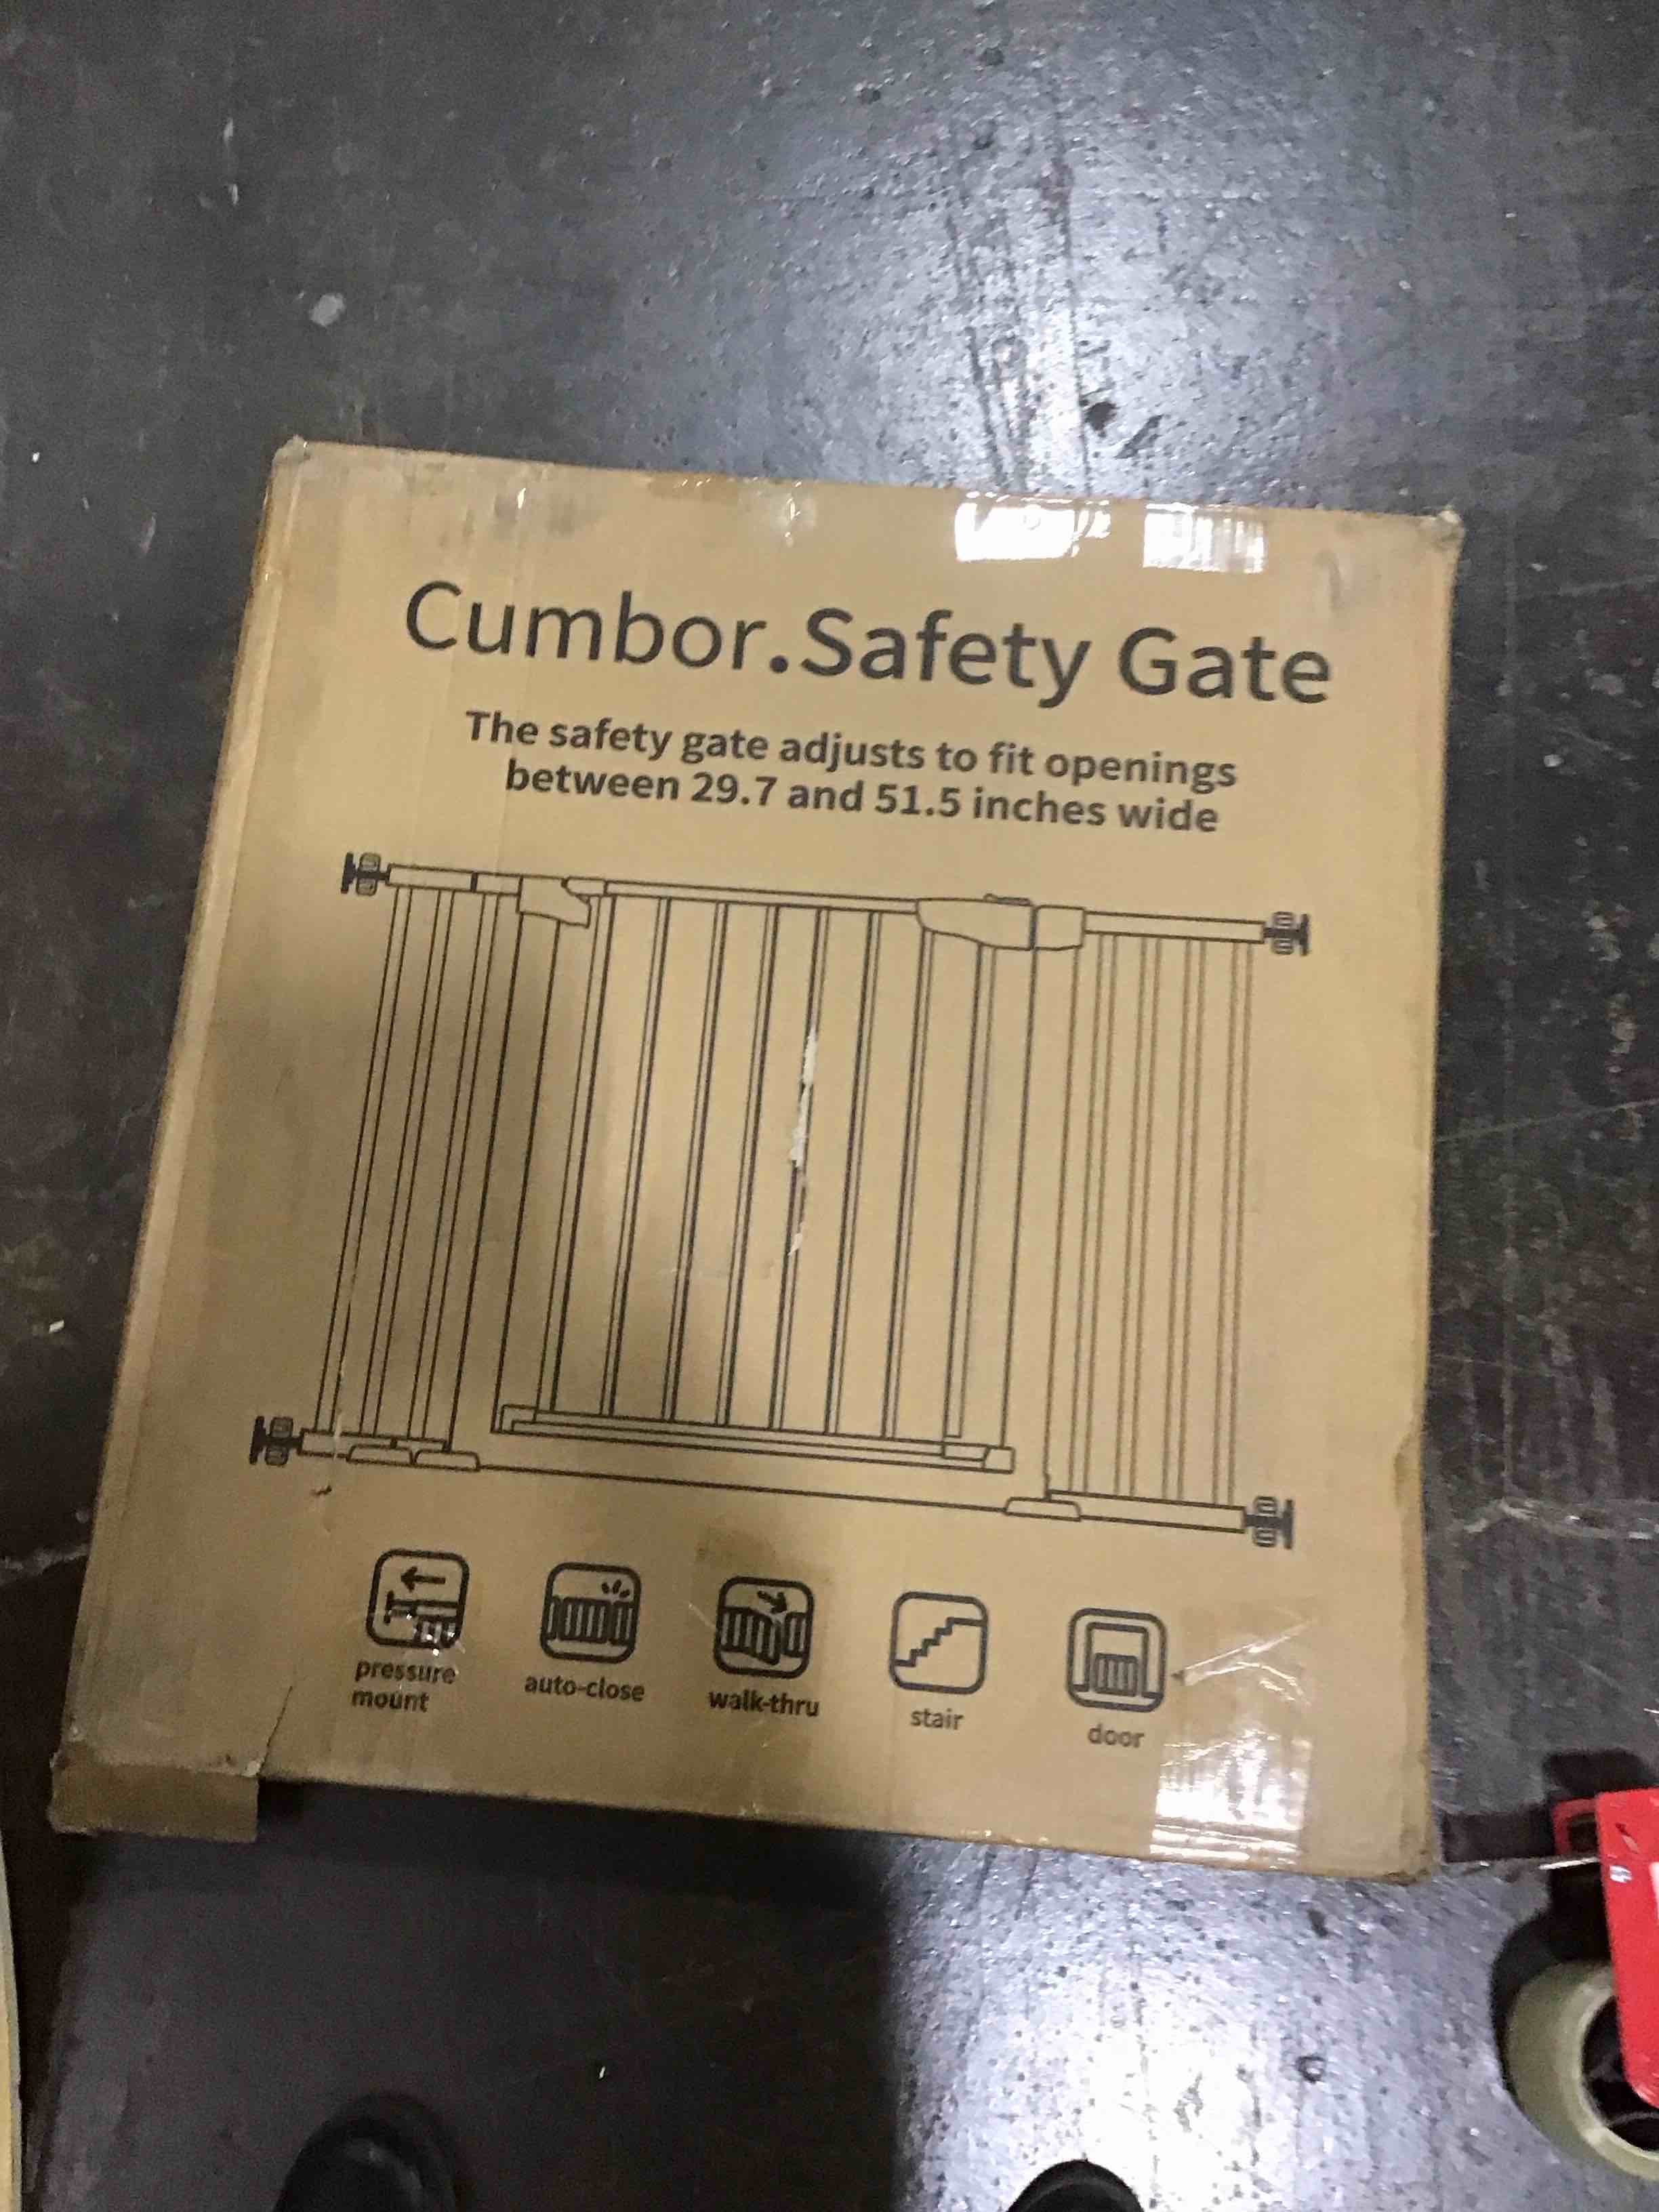 Cumbor.Safety Gate
The safety gate adjusts to fit openings
between 29.7 and 51.5 inches wide
pressure
mount
auto-close
walk-thru
stair
door